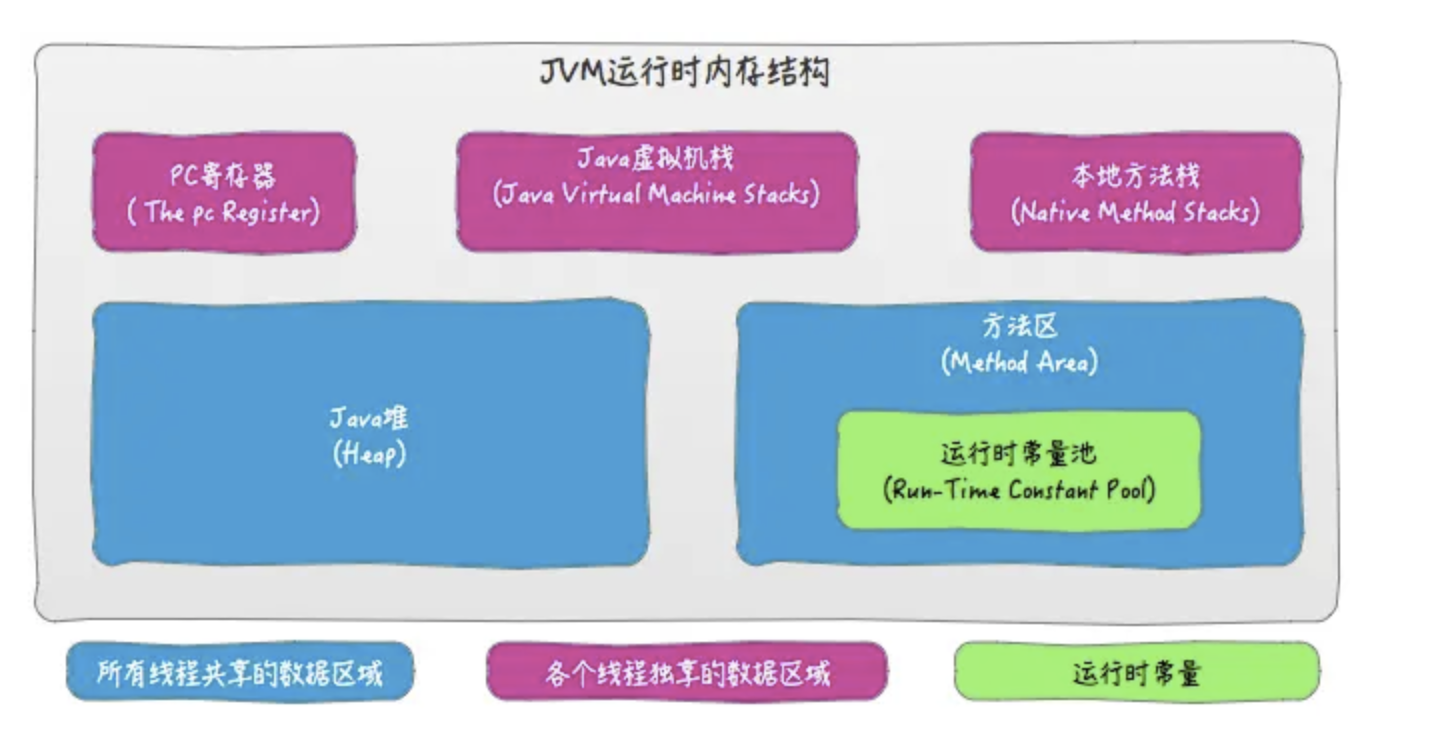 JVM运行时内存结构
PC寄存器
( The pc Register)
Java虚拟机栈
(Java Virtual Machine Stacks)
本地方法栈
(Native Method Stacks)
Java堆
(Heap)
方法区
(Method Area)
运行时常量池
(Run-Time Constant Pool)
所有线程共享的数据区域
各个线程独享的数据区域
运行时常量